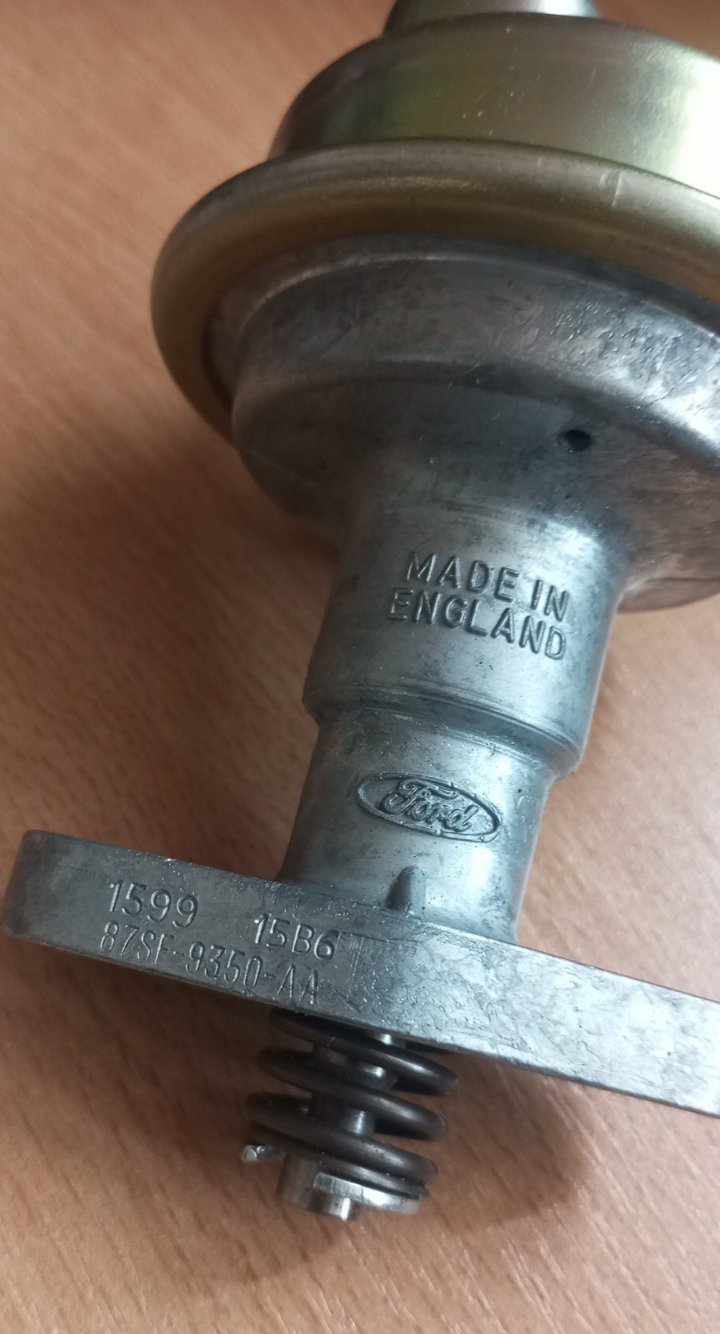 MADE IN
ENGLAND
Ford
1599 15B6
87SF-9350-AA